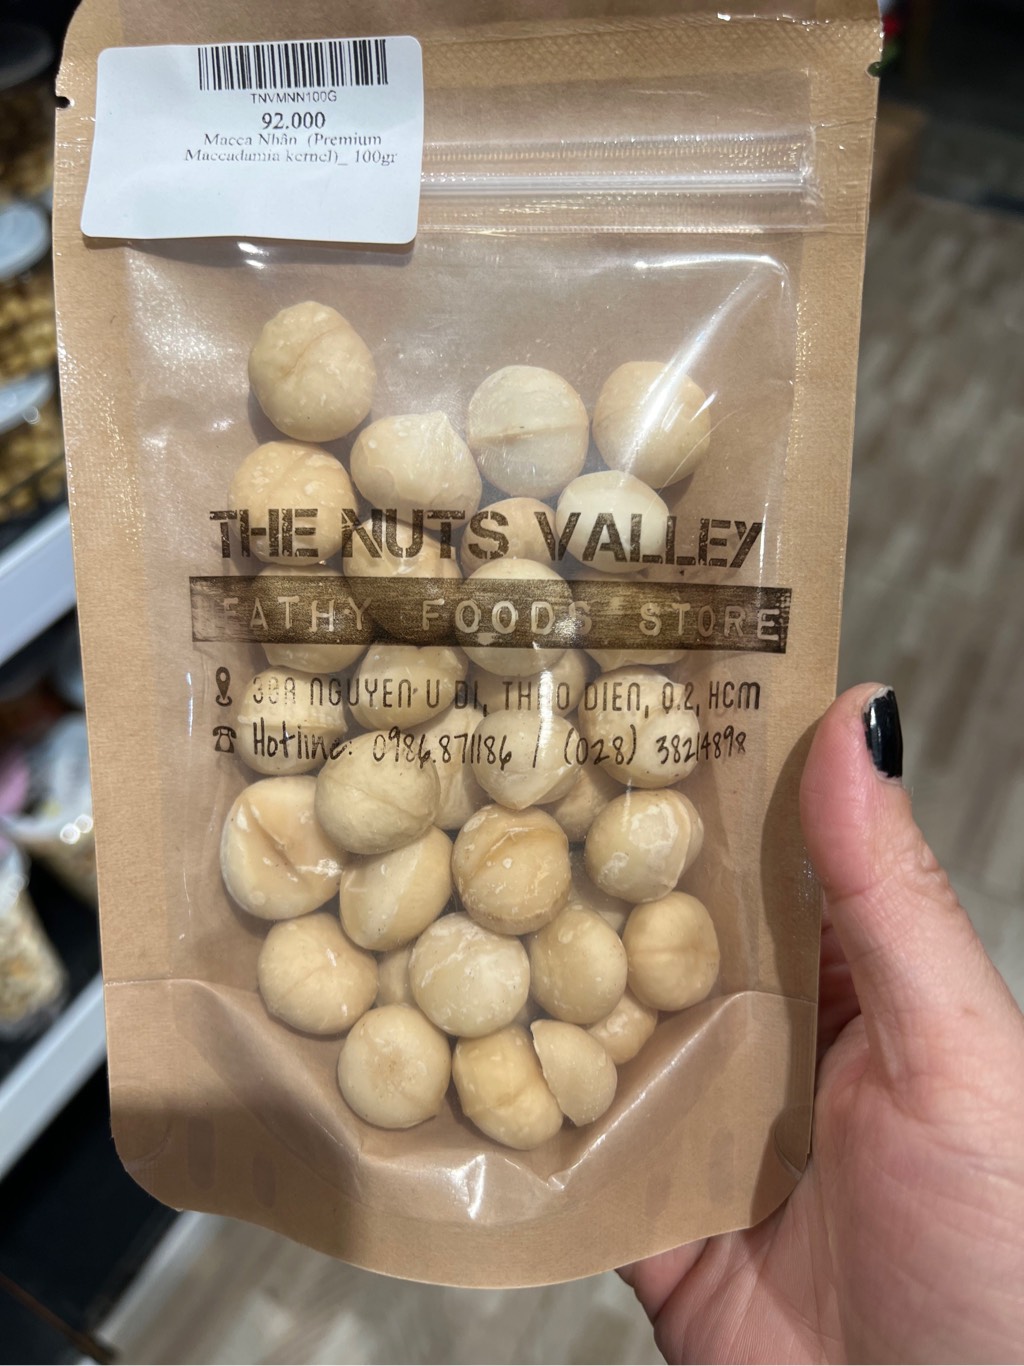 TNVMNN100G
92.000
Macca Nhân (Premium
Maccadamia kernel)_ 100gr
THE NUTS VALLEY
EATHY FOODS STORE
38A NGUYEN U DI, THAO DIEN, Q.2, HCM
Hotline: 0986.871186 / (028) 38214898